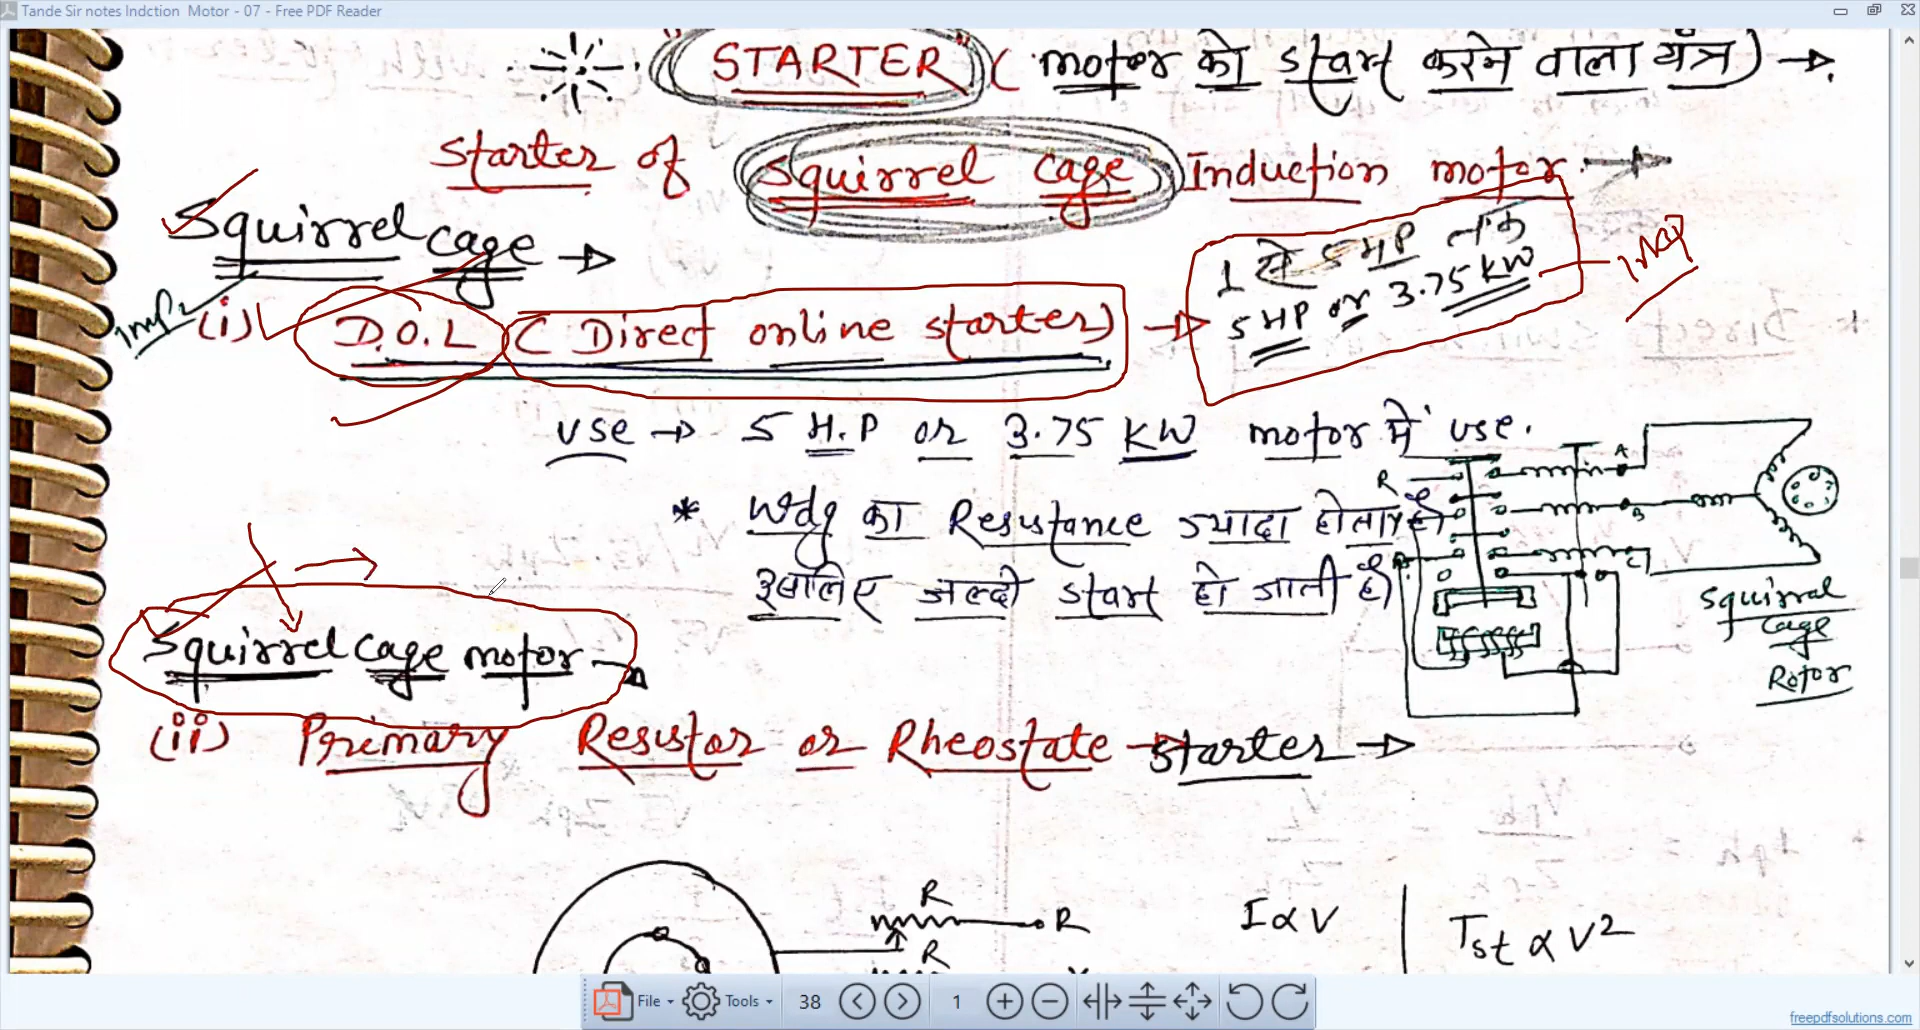 Tande Sir notes Indction Motor - 07 - Free PDF Reader
"STARTER" ( motor को start करने वाला यंत्र ) →
Starter of Squirrel Cage Induction motor →
Squirrel cage →
1 से 5 HP तक
5 HP or 3.75 KW
Imp
Imp
(i) D.O.L ( Direct online starter ) →
use → 5 H.P or 3.75 KW motor में use.
* Wdg का Resistance ज्यादा होता है
इसलिए जल्दी start हो जाती है
R
A
B
C
Squirral
Cage
Rotor
Squirrel Cage motor →
(ii) Primary Resistor or Rheostate starter →
R
R
R
I ∝ V
Tst ∝ V2
File
Tools
38
1
freepdfsolutions.com